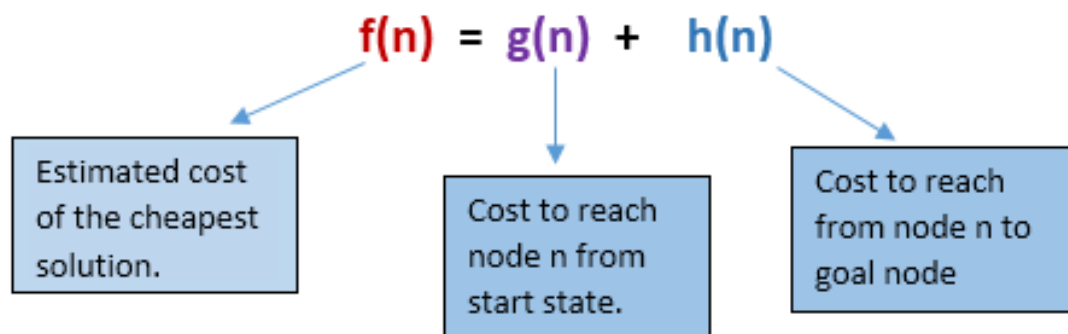 f(n) = g(n) + h(n)
Estimated cost
of the cheapest
solution.
Cost to reach
node n from
start state.
Cost to reach
from node n to
goal node